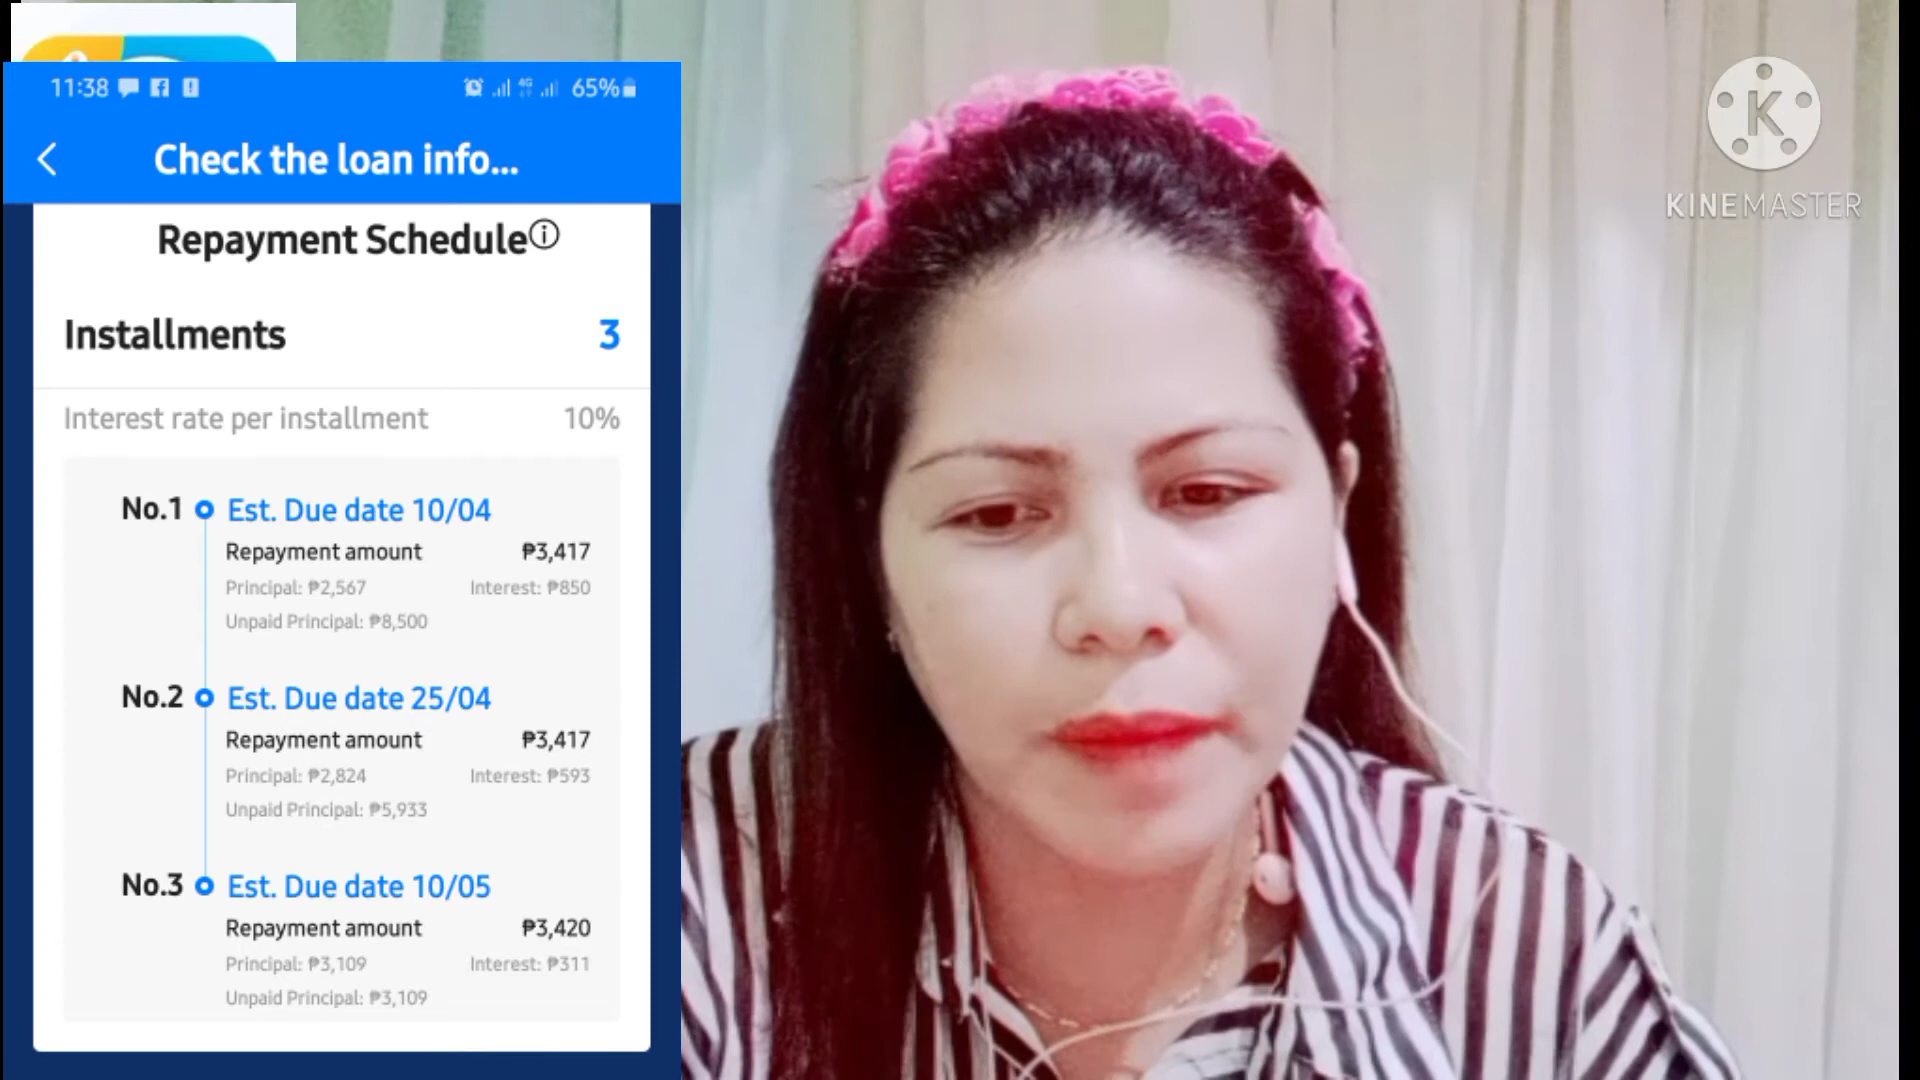 11:38
4G
65%
Check the loan info...
Repayment Schedule
Installments 3
Interest rate per installment 10%
No.1 Est. Due date 10/04
Repayment amount ₱3,417
Principal: ₱2,567 Interest: ₱850
Unpaid Principal: ₱8,500
No.2 Est. Due date 25/04
Repayment amount ₱3,417
Principal: ₱2,824 Interest: ₱593
Unpaid Principal: ₱5,933
No.3 Est. Due date 10/05
Repayment amount ₱3,420
Principal: ₱3,109 Interest: ₱311
Unpaid Principal: ₱3,109
K
KINEMASTER